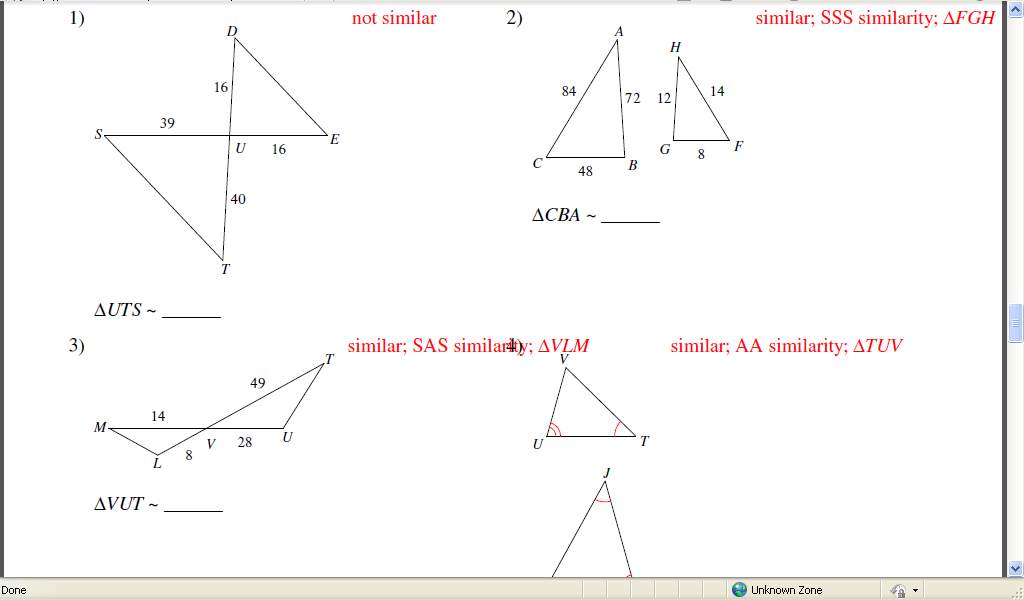 1) not similar
D
16
39
S
U
16
E
40
T
ΔUTS ~ ______
2) similar; SSS similarity; ΔFGH
A
H
84
72
12
14
C
48
B
G
8
F
ΔCBA ~ ______
3) similar; SAS similarity; ΔVLM
T
49
14
M
V
28
U
L
8
ΔVUT ~ ______
4) similar; AA similarity; ΔTUV
V
U
T
J
Done
Unknown Zone